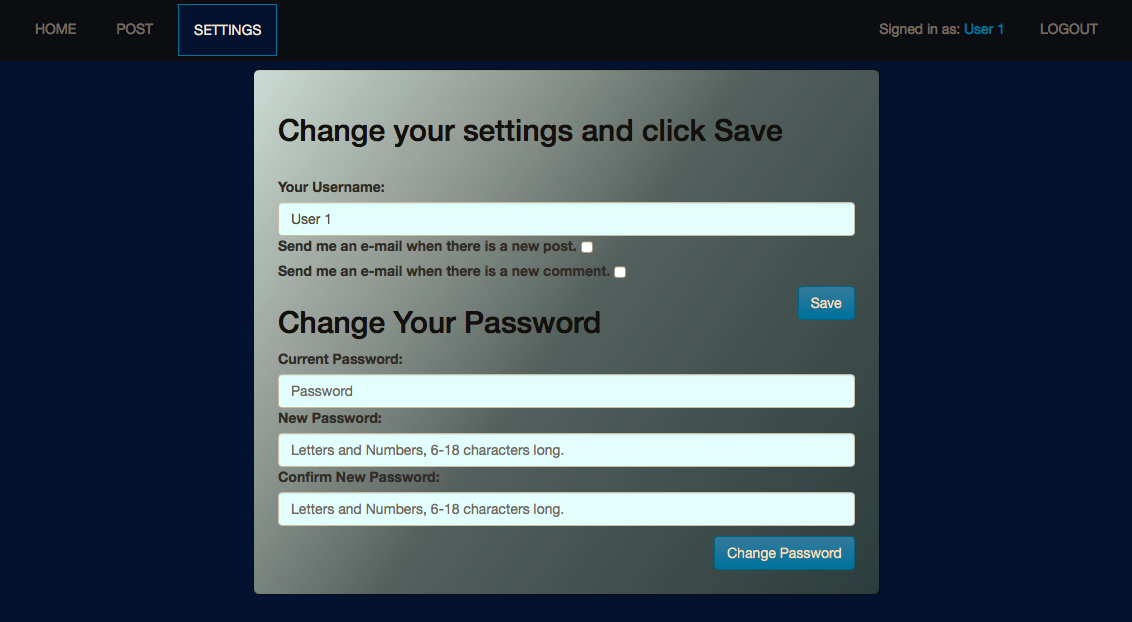 HOME POST SETTINGS Signed in as: User 1 LOGOUT
Change your settings and click Save
Your Username:
User 1
Send me an e-mail when there is a new post.
Send me an e-mail when there is a new comment.
Save
Change Your Password
Current Password:
Password
New Password:
Letters and Numbers, 6-18 characters long.
Confirm New Password:
Letters and Numbers, 6-18 characters long.
Change Password